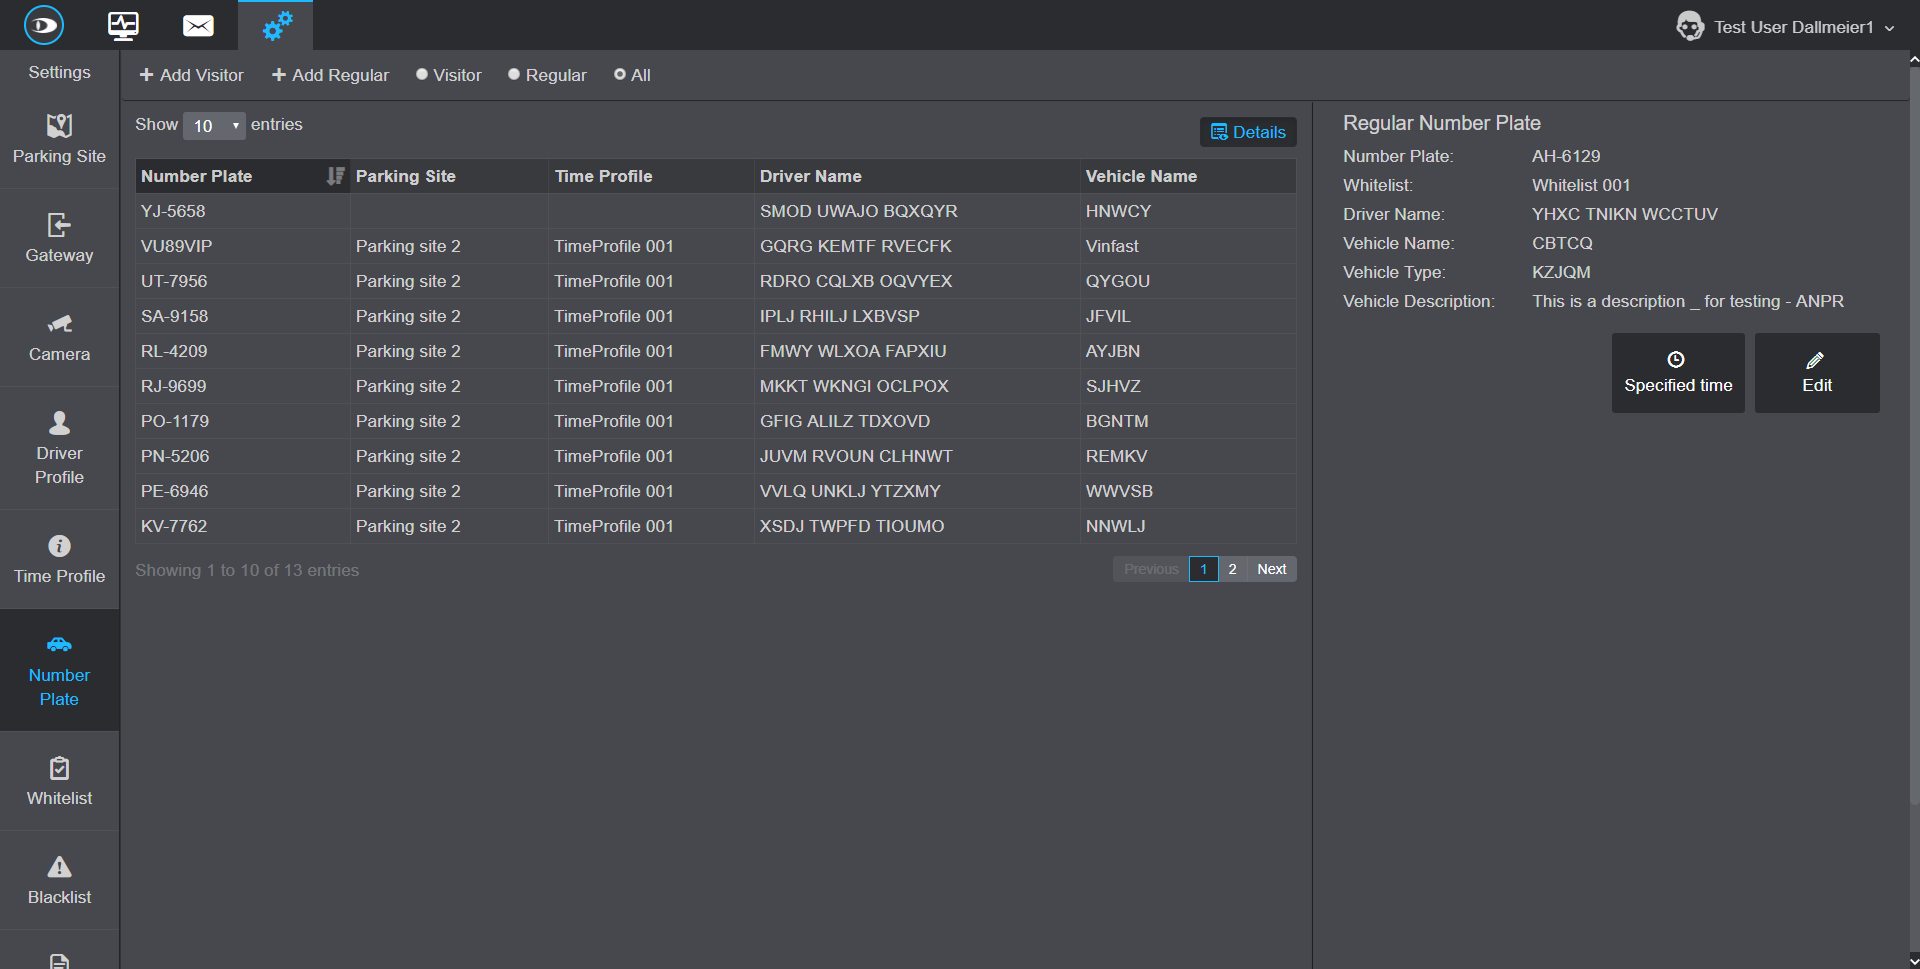 Test User Dallmeier1
Settings
Parking Site
Gateway
Camera
Driver
Profile
Time Profile
Number
Plate
Whitelist
Blacklist
+ Add Visitor + Add Regular Visitor Regular All
Show 10 entries
Details
Number Plate Parking Site Time Profile Driver Name Vehicle Name
YJ-5658 SMOD UWAJO BQXQYR HNWCY
VU89VIP Parking site 2 TimeProfile 001 GQRG KEMTF RVECFK Vinfast
UT-7956 Parking site 2 TimeProfile 001 RDRO CQLXB OQVYEX QYGOU
SA-9158 Parking site 2 TimeProfile 001 IPLJ RHILJ LXBVSP JFVIL
RL-4209 Parking site 2 TimeProfile 001 FMWY WLXOA FAPXIU AYJBN
RJ-9699 Parking site 2 TimeProfile 001 MKKT WKNGI OCLPOX SJHVZ
PO-1179 Parking site 2 TimeProfile 001 GFIG ALILZ TDXOVD BGNTM
PN-5206 Parking site 2 TimeProfile 001 JUVM RVOUN CLHNWT REMKV
PE-6946 Parking site 2 TimeProfile 001 VVLQ UNKLJ YTZXMY WWVSB
KV-7762 Parking site 2 TimeProfile 001 XSDJ TWPFD TIOUMO NNWLJ
Showing 1 to 10 of 13 entries
Previous 1 2 Next
Regular Number Plate
Number Plate: AH-6129
Whitelist: Whitelist 001
Driver Name: YHXC TNIKN WCCTUV
Vehicle Name: CBTCQ
Vehicle Type: KZJQM
Vehicle Description: This is a description _ for testing - ANPR
Specified time
Edit